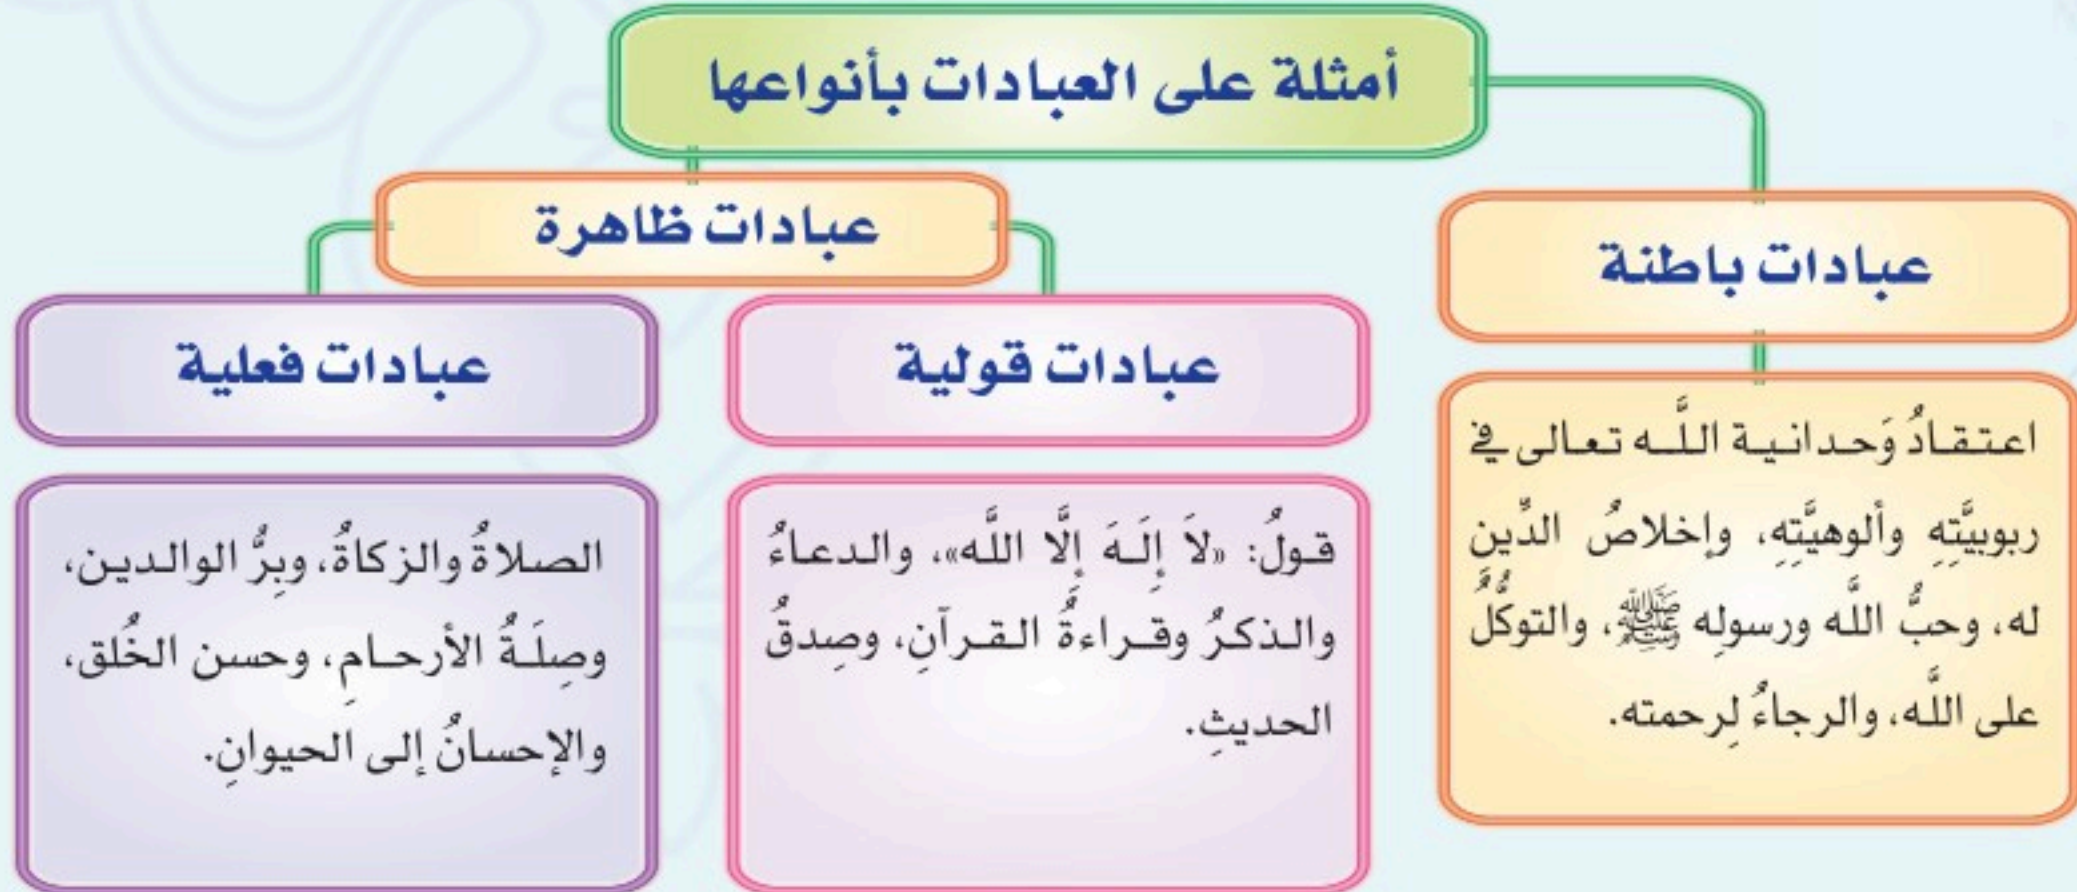 أمثلة على العبادات بأنواعها
عبادات باطنة
اعتقادُ وَحدانية اللَّه تعالى في
ربوبيَّتِهِ وألوهيَّتِهِ، وإخلاصُ الدِّينِ
له، وحبُّ اللَّه ورسولِه ﷺ، والتوكُّلُ
على اللَّه، والرجاءُ لِرحمته.
عبادات ظاهرة
عبادات قولية
قولُ: «لاَ إِلَهَ إِلَّا اللَّه»، والدعاءُ
والذكرُ وقراءةُ القرآنِ، وصِدقُ
الحديثِ.
عبادات فعلية
الصلاةُ والزكاةُ، وبِرُّ الوالدين،
وصِلَةُ الأرحامِ، وحسن الخُلق،
والإحسانُ إلى الحيوانِ.